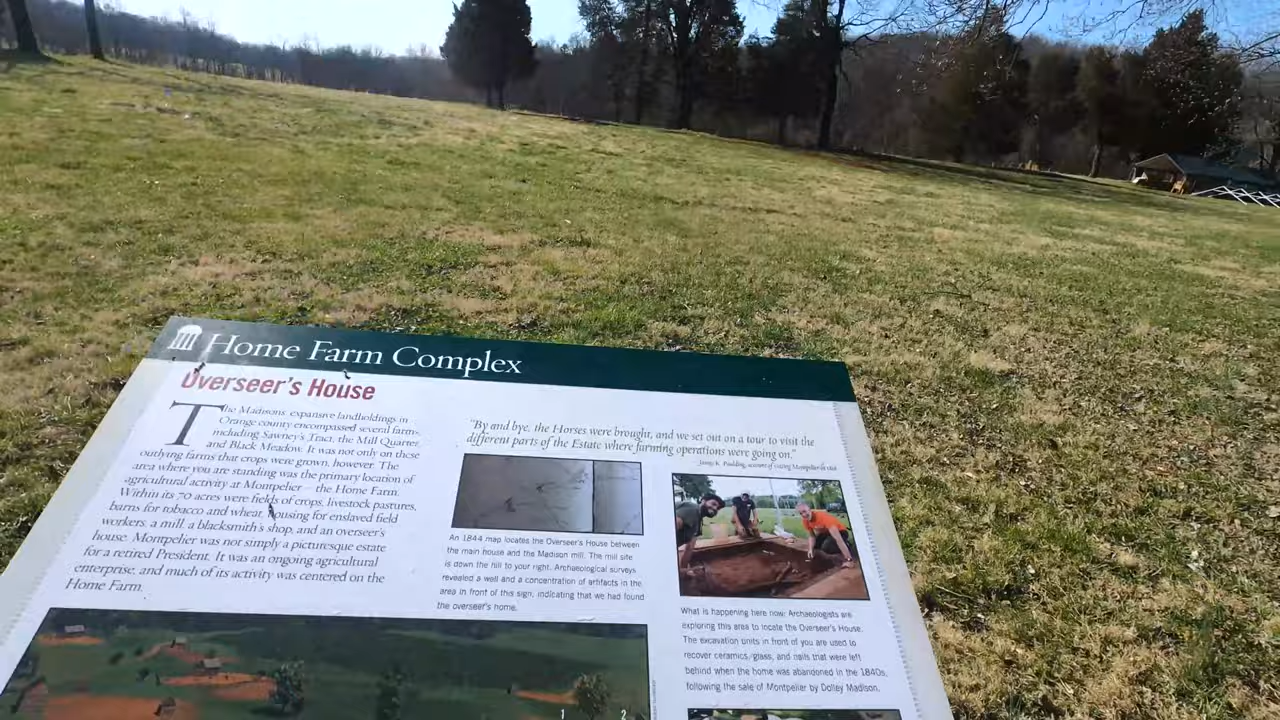 Home Farm Complex
Overseer's House
The Madisons' expansive landholdings in
Orange county encompassed several farms
including Sawney's Tract, the Mill Quarter,
and Black Meadow. It was not only on these
outlying farms that crops were grown, however. The
area where you are standing was the primary location of
agricultural activity at Montpelier – the Home Farm.
Within its 70 acres were fields of crops, livestock pastures,
barns for tobacco and wheat, housing for enslaved field
workers, a mill, a blacksmith's shop, and an overseer's
house. Montpelier was not simply a picturesque estate
for a retired President. It was an ongoing agricultural
enterprise, and much of its activity was centered on the
Home Farm.
"By and bye, the Horses were brought, and we set out on a tour to visit the
different parts of the Estate where farming operations were going on."
James K. Paulding, account of visiting Montpelier in 1818
An 1844 map locates the Overseer's House between
the main house and the Madison mill. The mill site
is down the hill to your right. Archaeological surveys
revealed a well and a concentration of artifacts in the
area in front of this sign, indicating that we had found
the overseer's home.
What is happening here now: Archaeologists are
exploring this area to locate the Overseer's House.
The excavation units in front of you are used to
recover ceramics, glass, and nails that were left
behind when the home was abandoned in the 1840s,
following the sale of Montpelier by Dolley Madison.
1 2